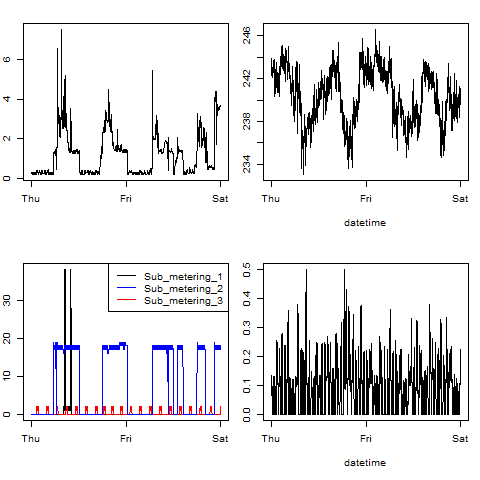 0 2 4 6
Thu Fri Sat
234 238 242 246
Thu Fri Sat
datetime
0 10 20 30
Sub_metering_1
Sub_metering_2
Sub_metering_3
Thu Fri Sat
0.0 0.1 0.2 0.3 0.4 0.5
Thu Fri Sat
datetime